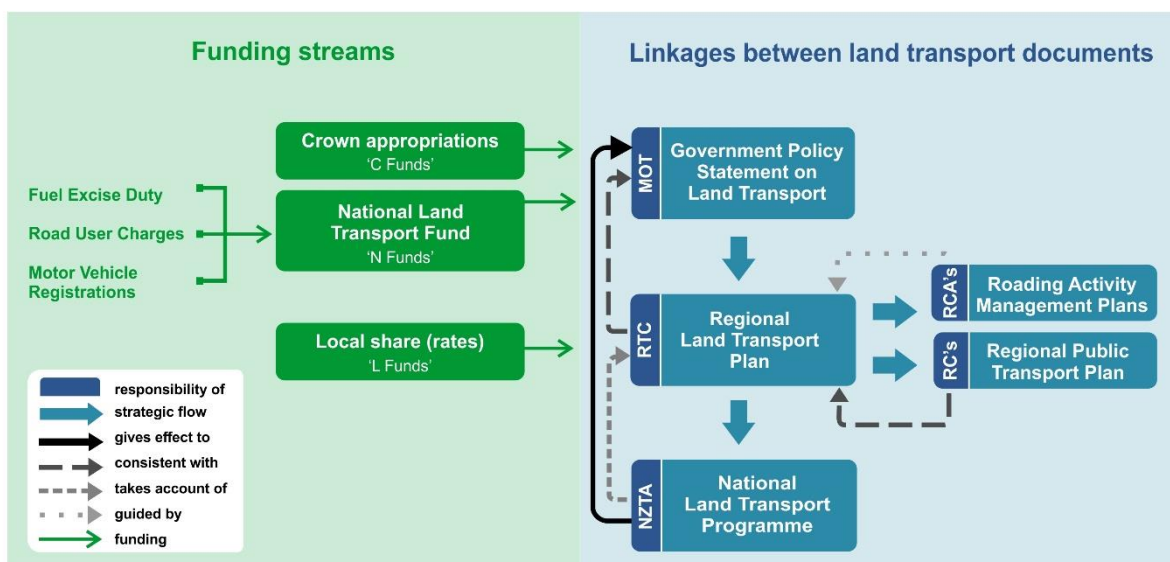 Funding streams
Crown appropriations
'C Funds'
Fuel Excise Duty
Road User Charges
Motor Vehicle
Registrations
National Land
Transport Fund
'N Funds'
Local share (rates)
'L Funds'
responsibility of
strategic flow
gives effect to
consistent with
takes account of
guided by
funding
Linkages between land transport documents
MOT
Government Policy
Statement on
Land Transport
RTC
Regional
Land Transport
Plan
RCA's
Roading Activity
Management Plans
RC's
Regional Public
Transport Plan
NZTA
National
Land Transport
Programme